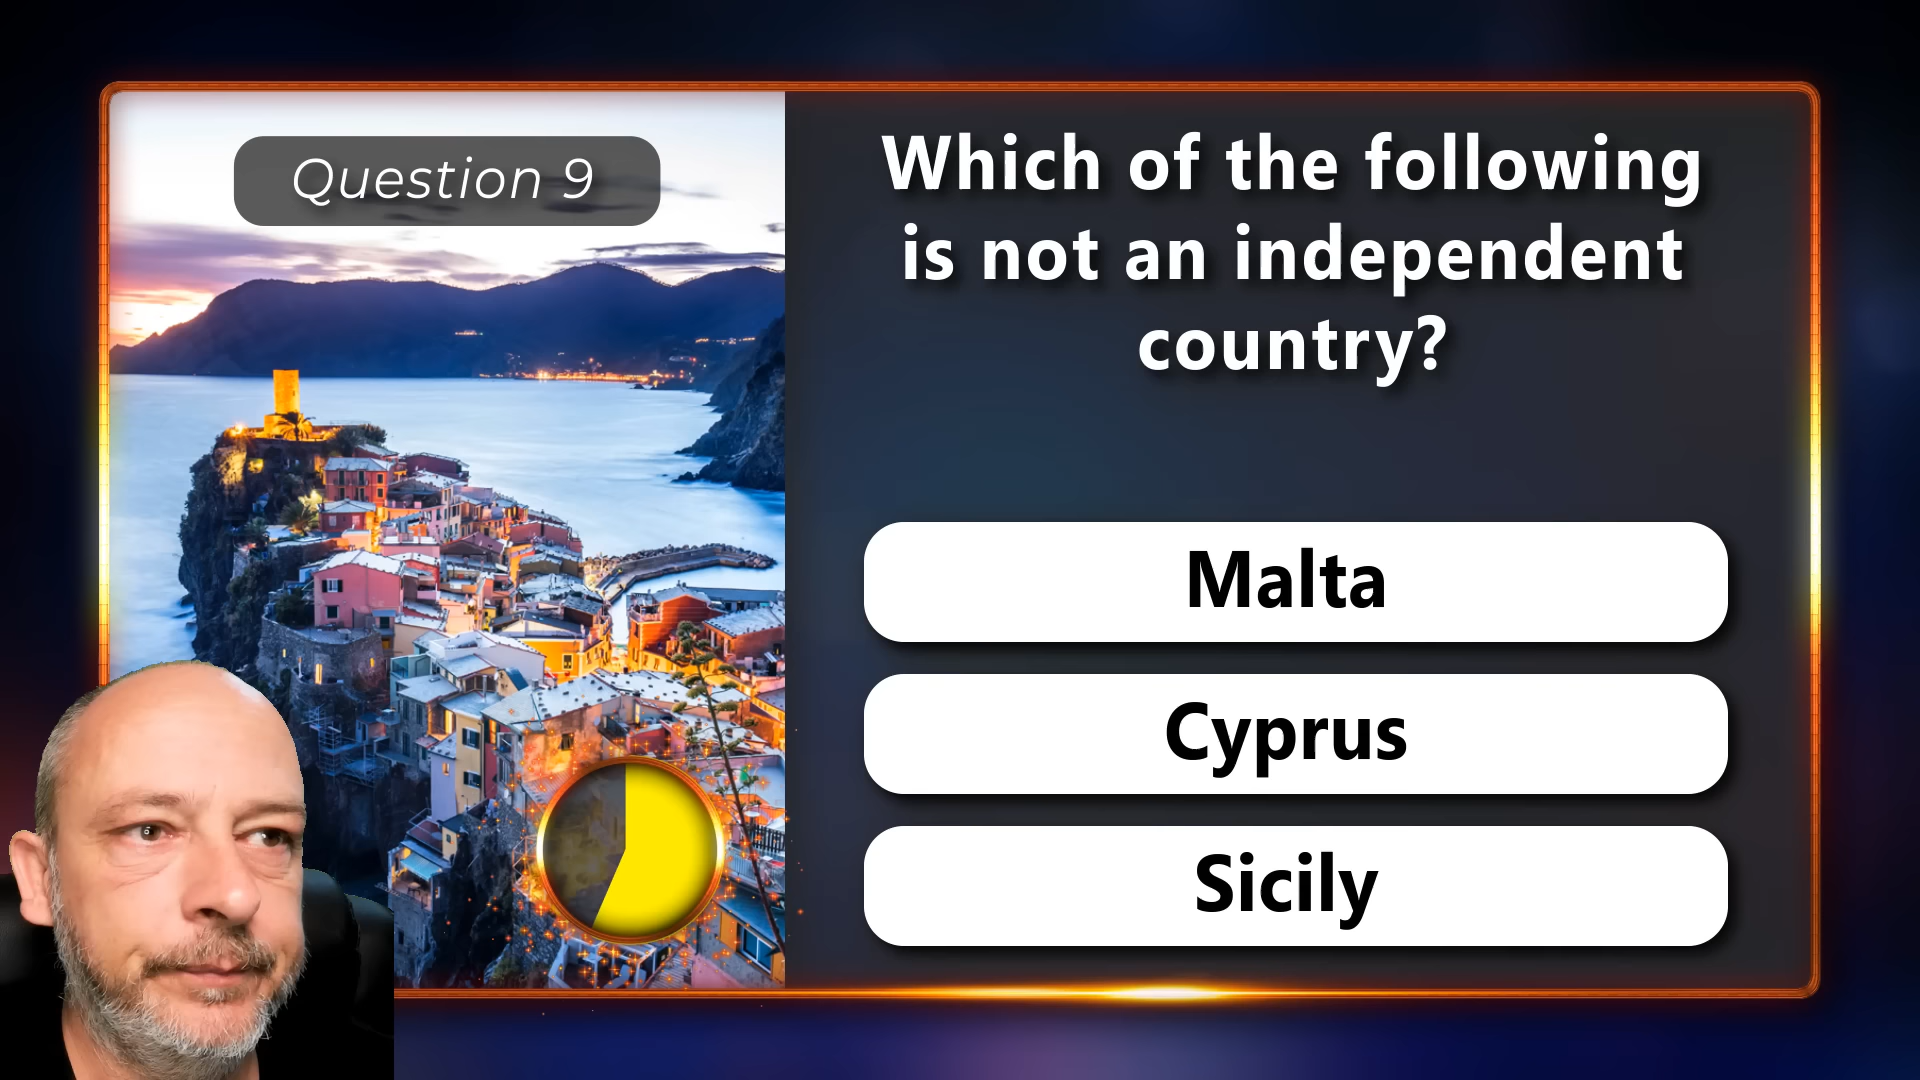 Question 9
Which of the following
is not an independent
country?
Malta
Cyprus
Sicily